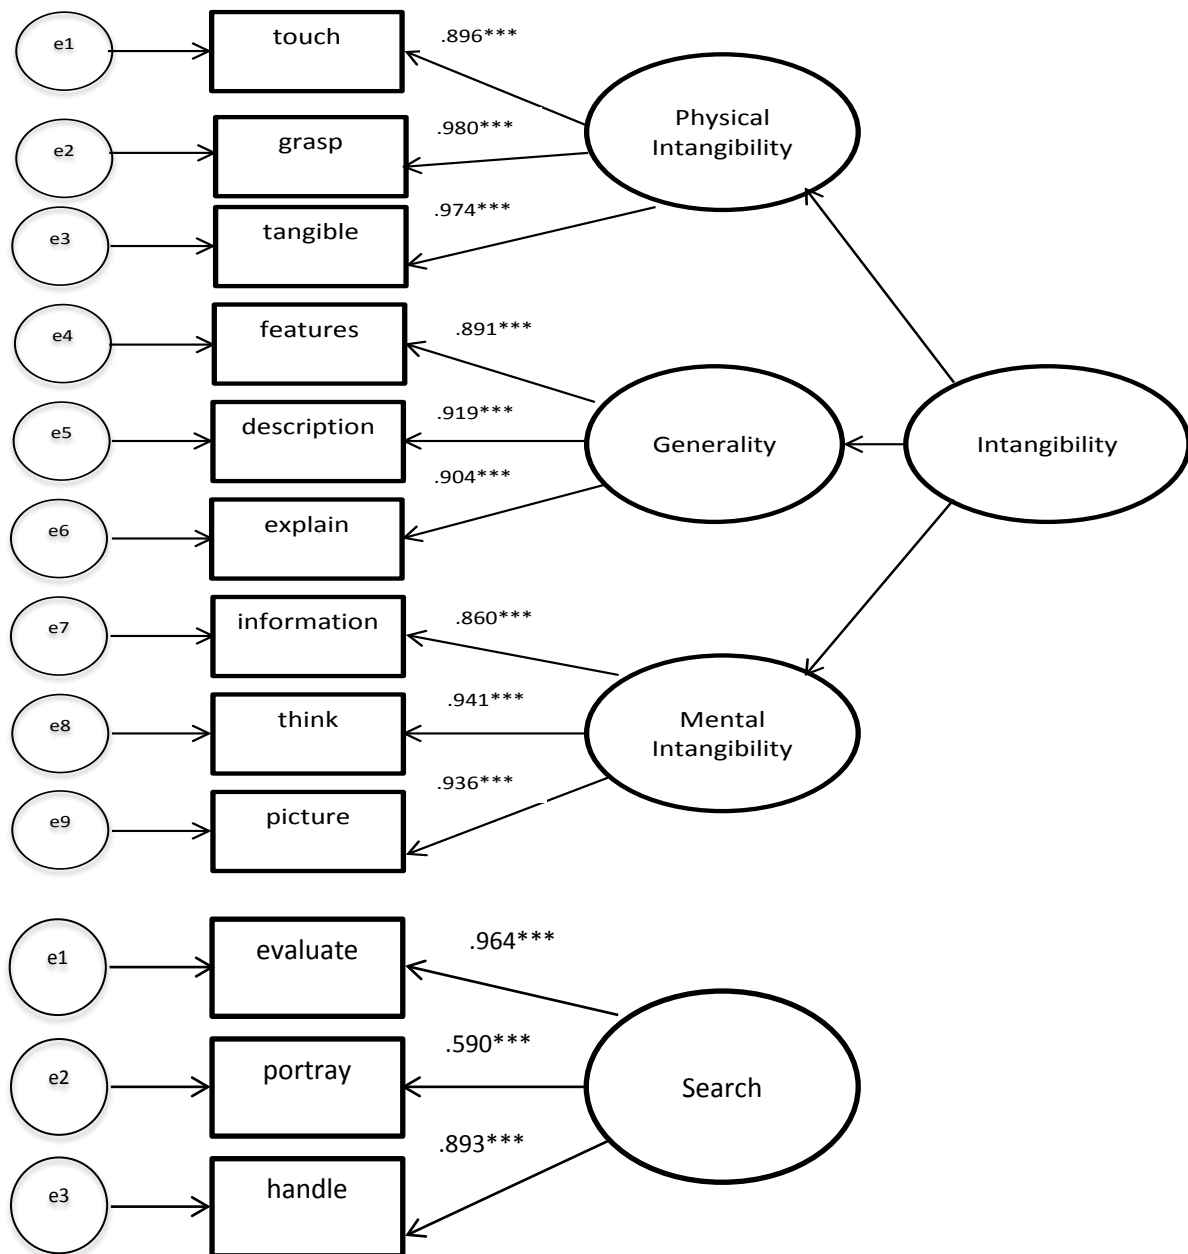 e1
touch
.896***
Physical
Intangibility
e2
grasp
.980***
e3
tangible
.974***
e4
features
.891***
e5
description
.919***
Generality
Intangibility
e6
explain
.904***
e7
information
.860***
e8
think
.941***
Mental
Intangibility
e9
picture
.936***
e1
evaluate
.964***
e2
portray
.590***
Search
e3
handle
.893***